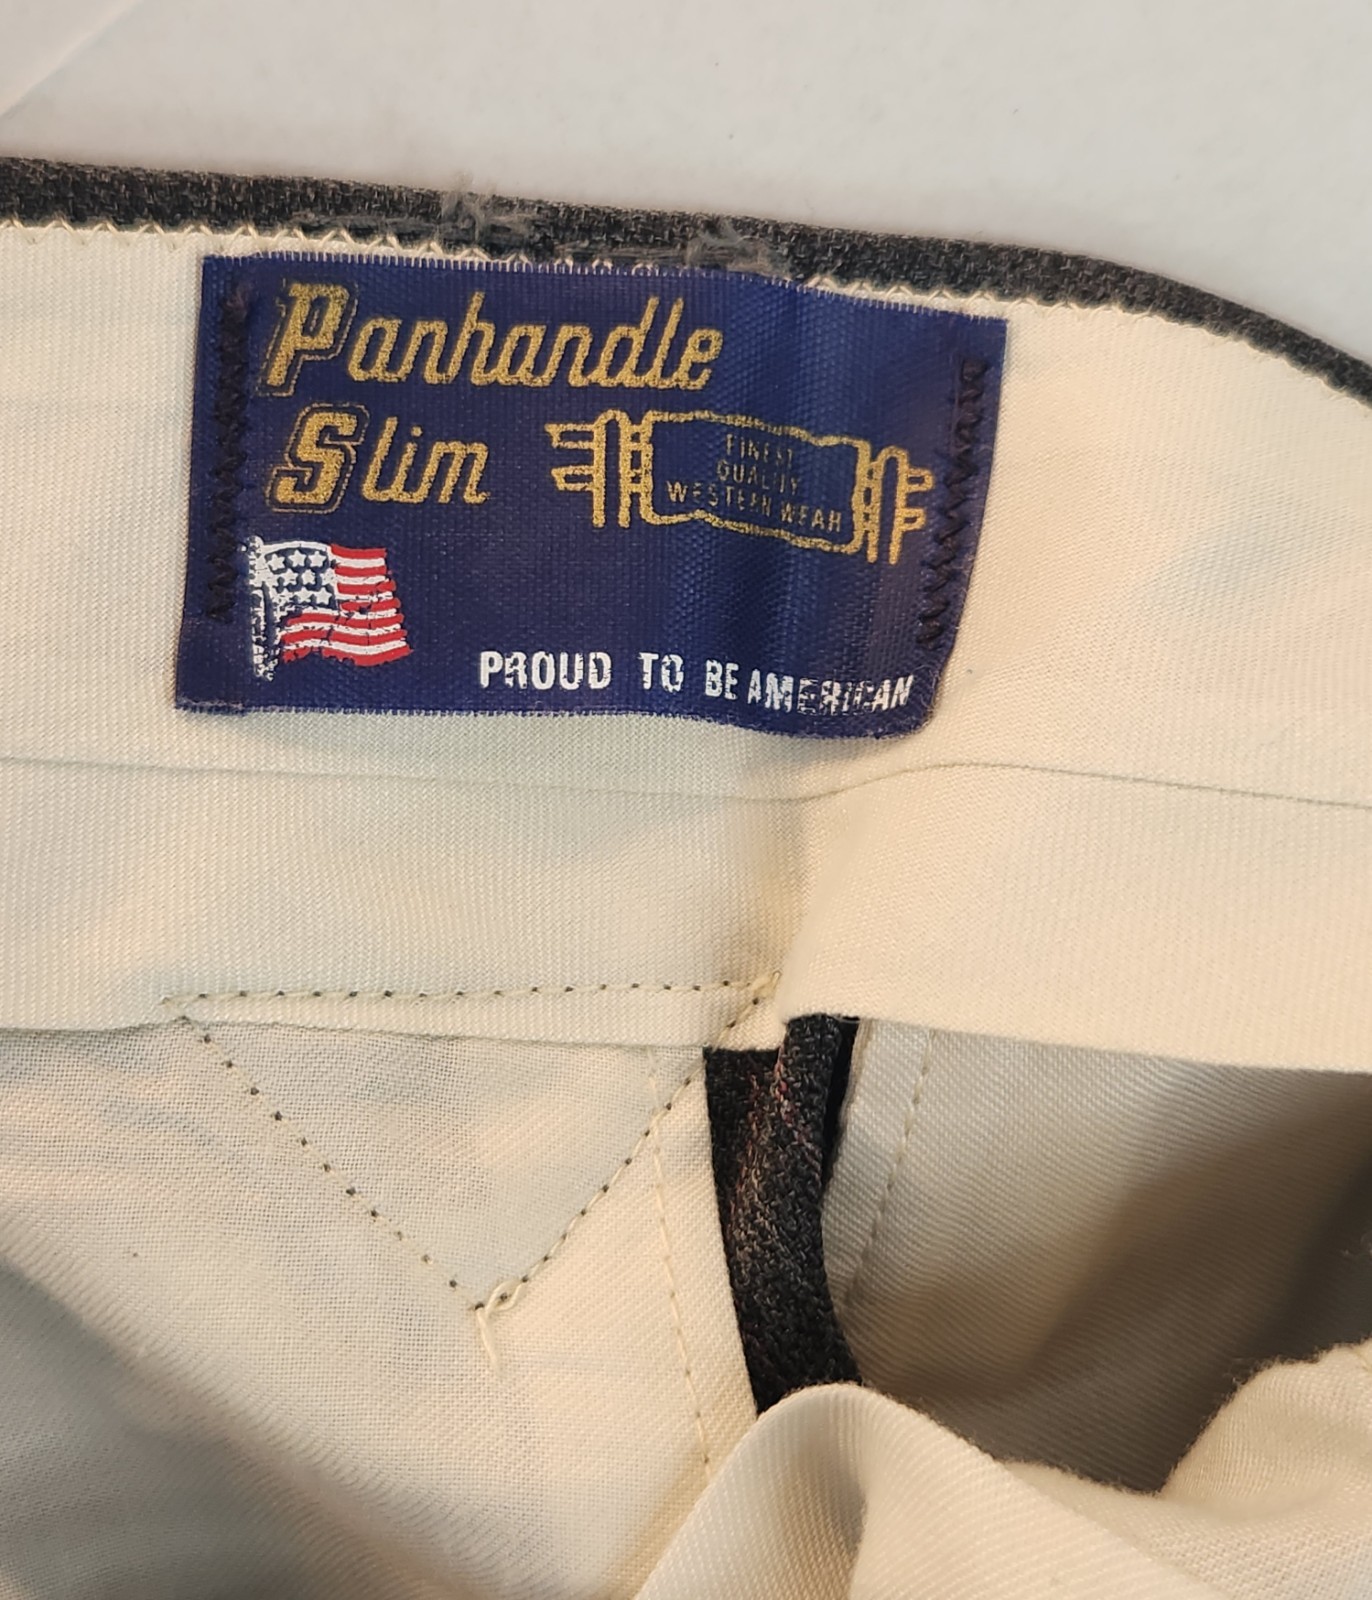 Panhandle
Slim
FINEST
QUALITY
WESTERN WEAR
PROUD TO BE AMERICAN